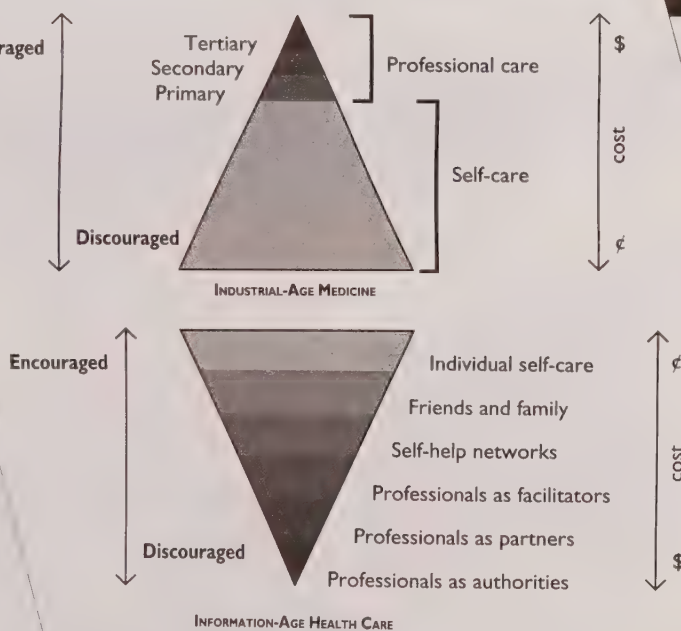 Tertiary
Secondary
Primary
Professional care
Self-care
Discouraged
$
cost
¢
INDUSTRIAL-AGE MEDICINE
Encouraged
Discouraged
Individual self-care
Friends and family
Self-help networks
Professionals as facilitators
Professionals as partners
Professionals as authorities
¢
cost
$
INFORMATION-AGE HEALTH CARE